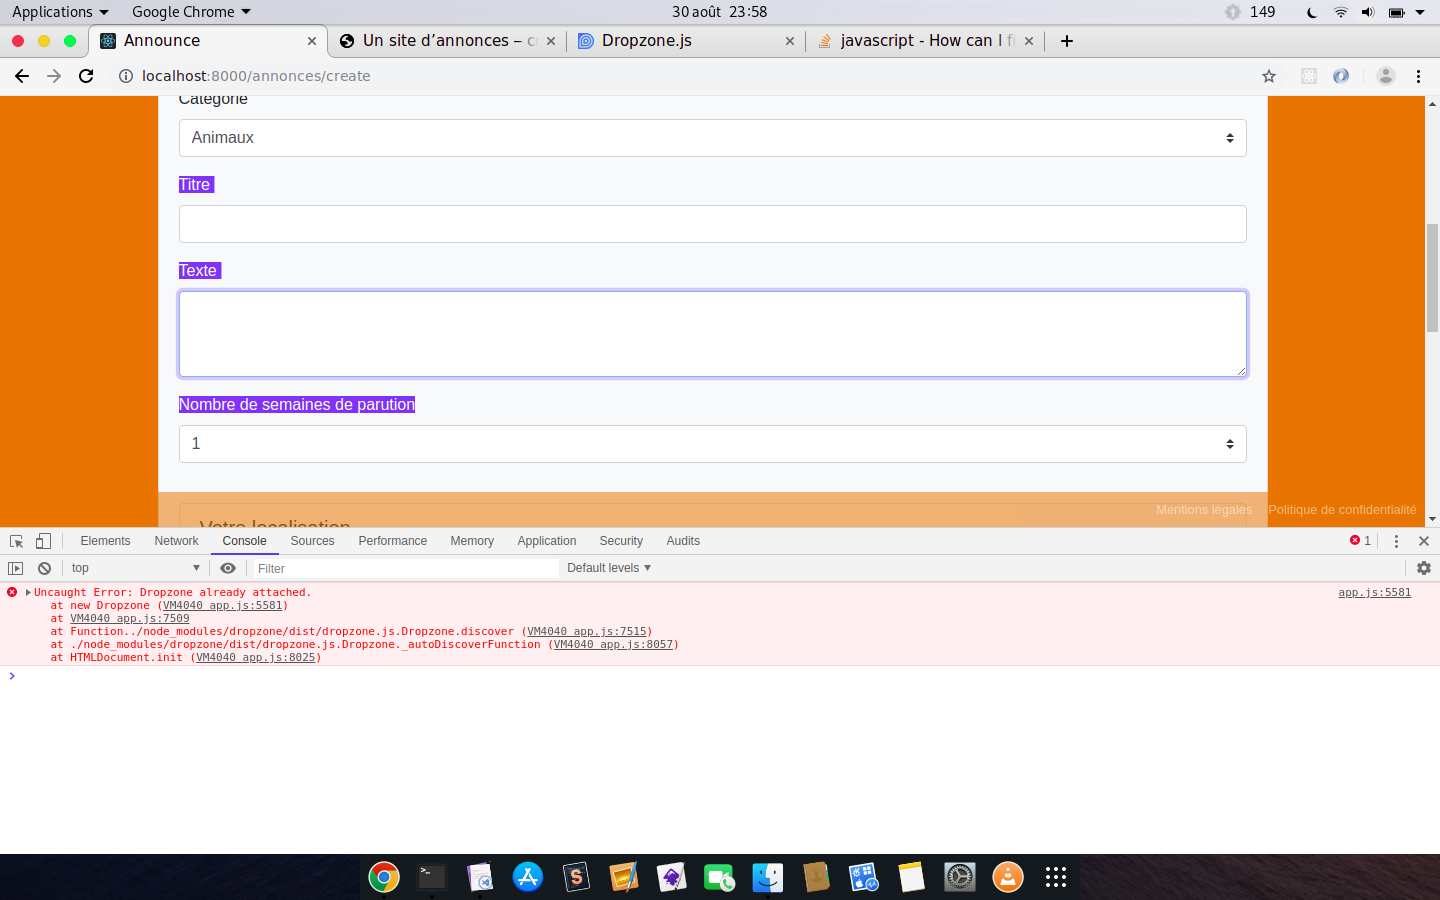 Applications
Google Chrome
30 août 23:58
149
Announce
Un site d’annonces – cr
Dropzone.js
javascript - How can I fi
localhost:8000/annonces/create
Catégorie
Animaux
Titre
Texte
Nombre de semaines de parution
1
Votre localisation
Mentions légales
Politique de confidentialité
Elements
Network
Console
Sources
Performance
Memory
Application
Security
Audits
1
top
Filter
Default levels
Uncaught Error: Dropzone already attached.
app.js:5581
at new Dropzone (VM4040 app.js:5581)
at VM4040 app.js:7509
at Function../node_modules/dropzone/dist/dropzone.js.Dropzone.discover (VM4040 app.js:7515)
at ./node_modules/dropzone/dist/dropzone.js.Dropzone._autoDiscoverFunction (VM4040 app.js:8057)
at HTMLDocument.init (VM4040 app.js:8025)